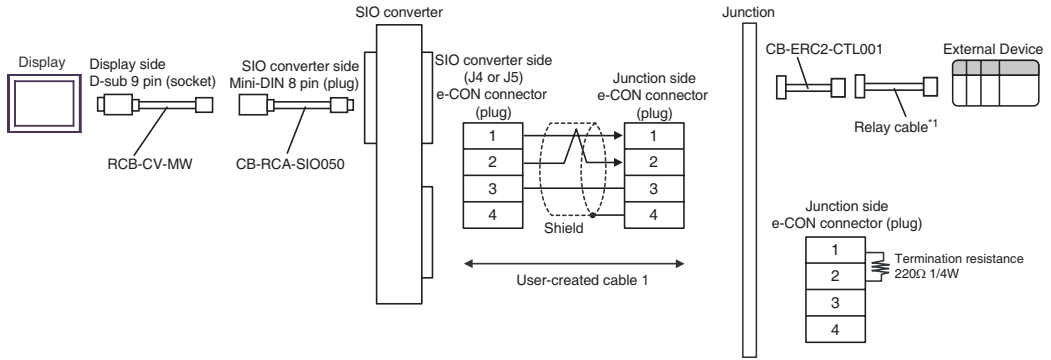 SIO converter
Junction
Display
Display side
D-sub 9 pin (socket)
SIO converter side
Mini-DIN 8 pin (plug)
RCB-CV-MW
CB-RCA-SIO050
SIO converter side
(J4 or J5)
e-CON connector
(plug)
1
2
3
4
Shield
Junction side
e-CON connector
(plug)
1
2
3
4
User-created cable 1
CB-ERC2-CTL001
External Device
Relay cable*1
Junction side
e-CON connector (plug)
1
2
3
4
Termination resistance
220Ω 1/4W